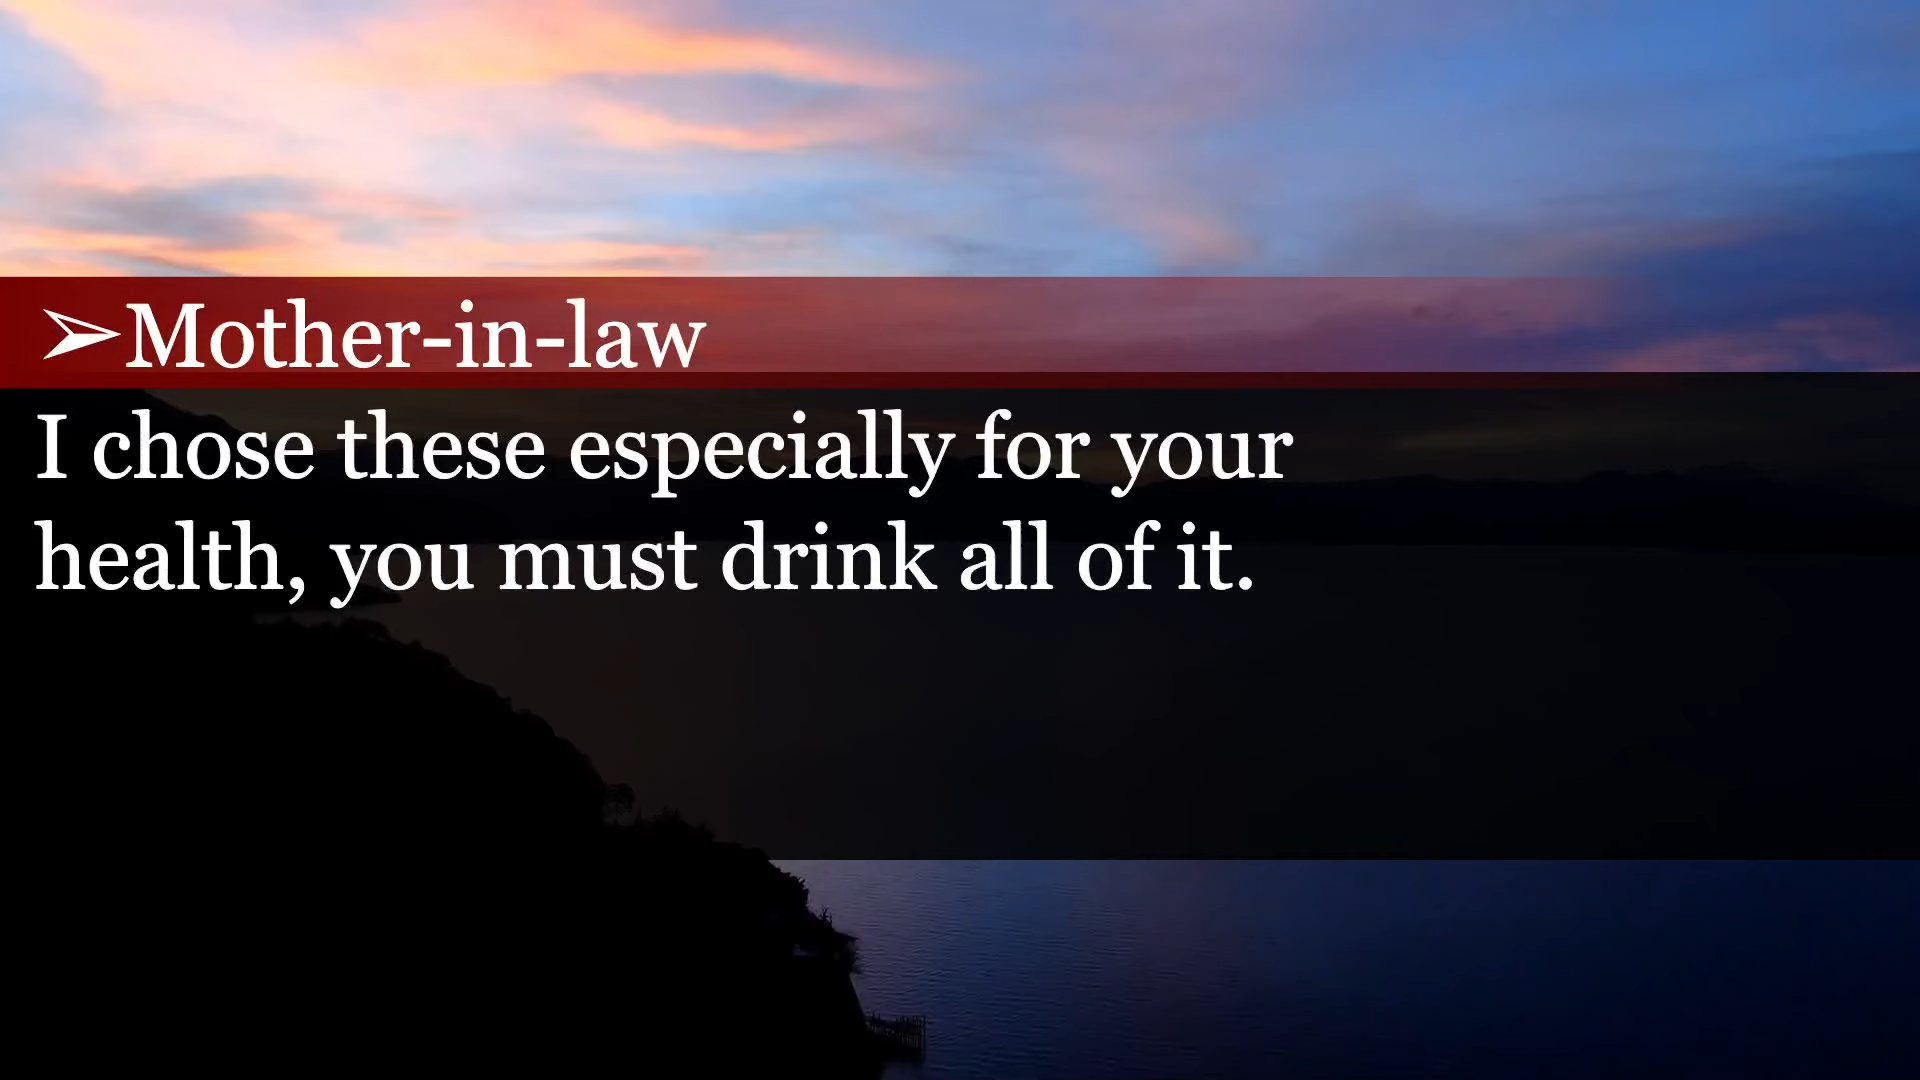 ➢Mother-in-law
I chose these especially for your
health, you must drink all of it.